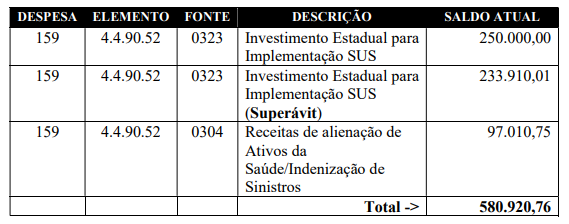 DESPESA ELEMENTO FONTE DESCRIÇÃO SALDO ATUAL
159 4.4.90.52 0323 Investimento Estadual para 250.000,00
Implementação SUS
159 4.4.90.52 0323 Investimento Estadual para 233.910,01
Implementação SUS
(Superávit)
159 4.4.90.52 0304 Receitas de alienação de 97.010,75
Ativos da
Saúde/Indenização de
Sinistros
Total -> 580.920,76